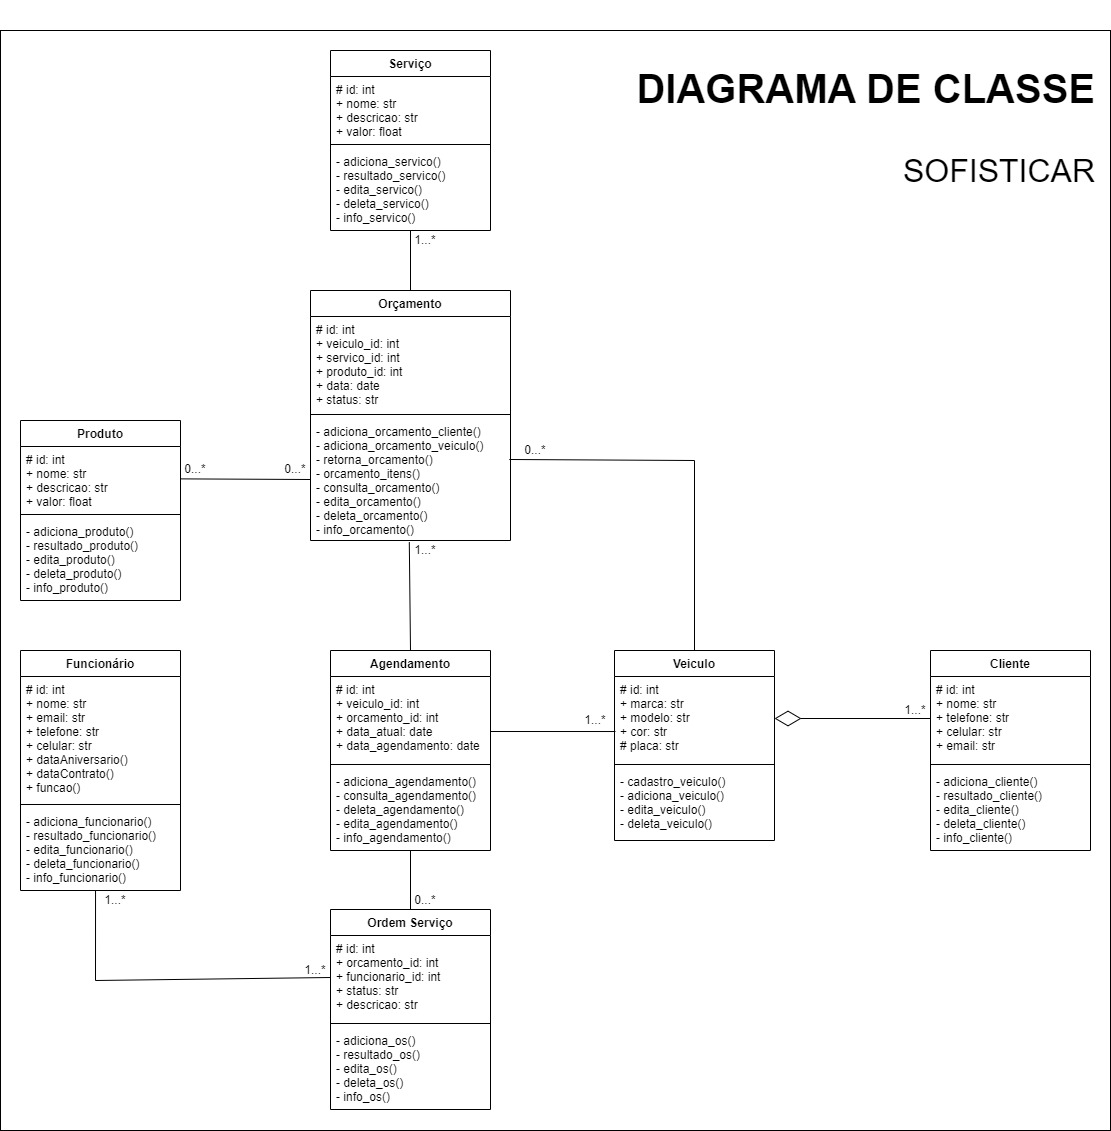 DIAGRAMA DE CLASSE
SOFISTICAR
Serviço
# id: int
+ nome: str
+ descricao: str
+ valor: float
- adiciona_servico()
- resultado_servico()
- edita_servico()
- deleta_servico()
- info_servico()
1...*
Orçamento
# id: int
+ veiculo_id: int
+ servico_id: int
+ produto_id: int
+ data: date
+ status: str
- adiciona_orcamento_cliente()
- adiciona_orcamento_veiculo()
- retorna_orcamento()
- orcamento_itens()
- consulta_orcamento()
- edita_orcamento()
- deleta_orcamento()
- info_orcamento()
0...*
0...*
0...*
1...*
Produto
# id: int
+ nome: str
+ descricao: str
+ valor: float
- adiciona_produto()
- resultado_produto()
- edita_produto()
- deleta_produto()
- info_produto()
Funcionário
# id: int
+ nome: str
+ email: str
+ telefone: str
+ celular: str
+ dataAniversario()
+ dataContrato()
+ funcao()
- adiciona_funcionario()
- resultado_funcionario()
- edita_funcionario()
- deleta_funcionario()
- info_funcionario()
1...*
Agendamento
# id: int
+ veiculo_id: int
+ orcamento_id: int
+ data_atual: date
+ data_agendamento: date
- adiciona_agendamento()
- consulta_agendamento()
- deleta_agendamento()
- edita_agendamento()
- info_agendamento()
1...*
0...*
Veiculo
# id: int
+ marca: str
+ modelo: str
+ cor: str
# placa: str
- cadastro_veiculo()
- adiciona_veiculo()
- edita_veiculo()
- deleta_veiculo()
1...*
Cliente
# id: int
+ nome: str
+ telefone: str
+ celular: str
+ email: str
- adiciona_cliente()
- resultado_cliente()
- edita_cliente()
- deleta_cliente()
- info_cliente()
1...*
Ordem Serviço
# id: int
+ orcamento_id: int
+ funcionario_id: int
+ status: str
+ descricao: str
- adiciona_os()
- resultado_os()
- edita_os()
- deleta_os()
- info_os()